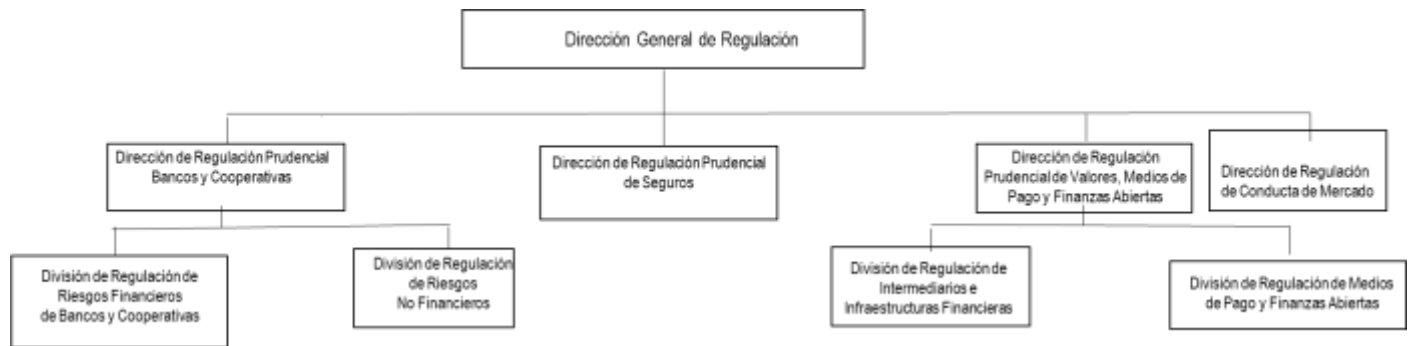 Dirección General de Regulación
Dirección de Regulación Prudencial
Bancos y Cooperativas
Dirección de Regulación Prudencial
de Seguros
Dirección de Regulación
Prudencial de Valores, Medios de
Pago y Finanzas Abiertas
Dirección de Regulación
de Conducta de Mercado
División de Regulación de
Riesgos Financieros
de Bancos y Cooperativas
División de Regulación
de Riesgos
No Financieros
División de Regulación de
Intermediarios e
Infraestructuras Financieras
División de Regulación de Medios
de Pago y Finanzas Abiertas